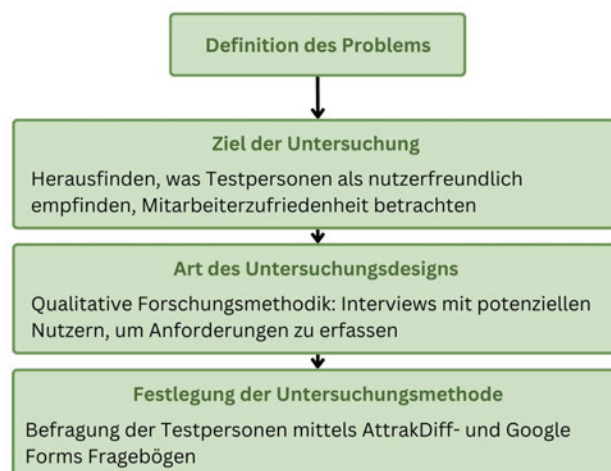 Definition des Problems
Ziel der Untersuchung
Herausfinden, was Testpersonen als nutzerfreundlich
empfinden, Mitarbeiterzufriedenheit betrachten
Art des Untersuchungsdesigns
Qualitative Forschungsmethodik: Interviews mit potenziellen
Nutzern, um Anforderungen zu erfassen
Festlegung der Untersuchungsmethode
Befragung der Testpersonen mittels AttrakDiff- und Google
Forms Fragebögen